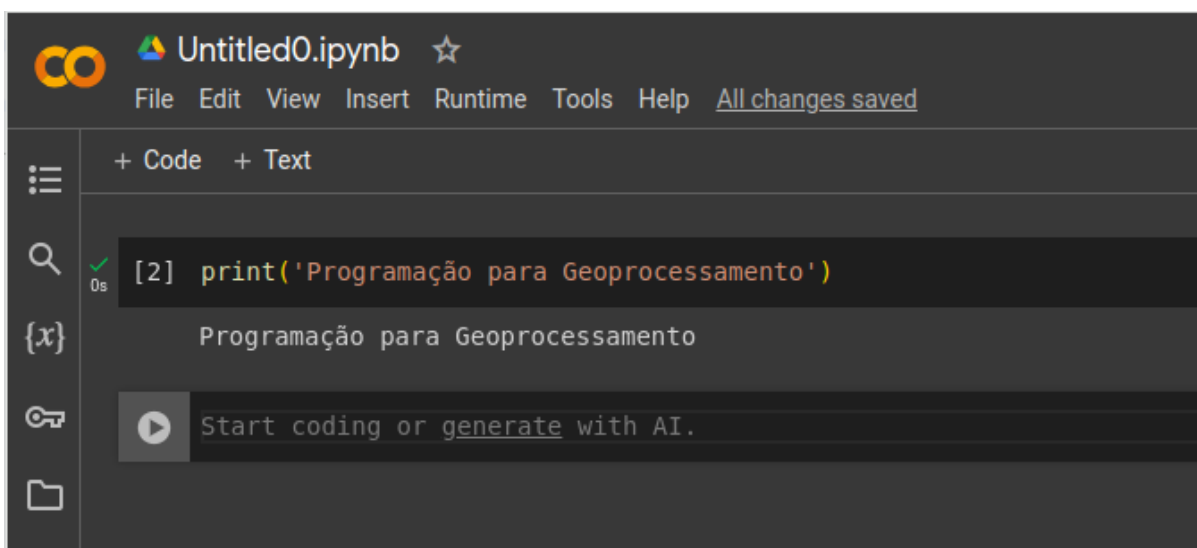 Untitled0.ipynb
File Edit View Insert Runtime Tools Help All changes saved
+ Code + Text
[2] print('Programação para Geoprocessamento')
0s
Programação para Geoprocessamento
{x}
Start coding or generate with AI.